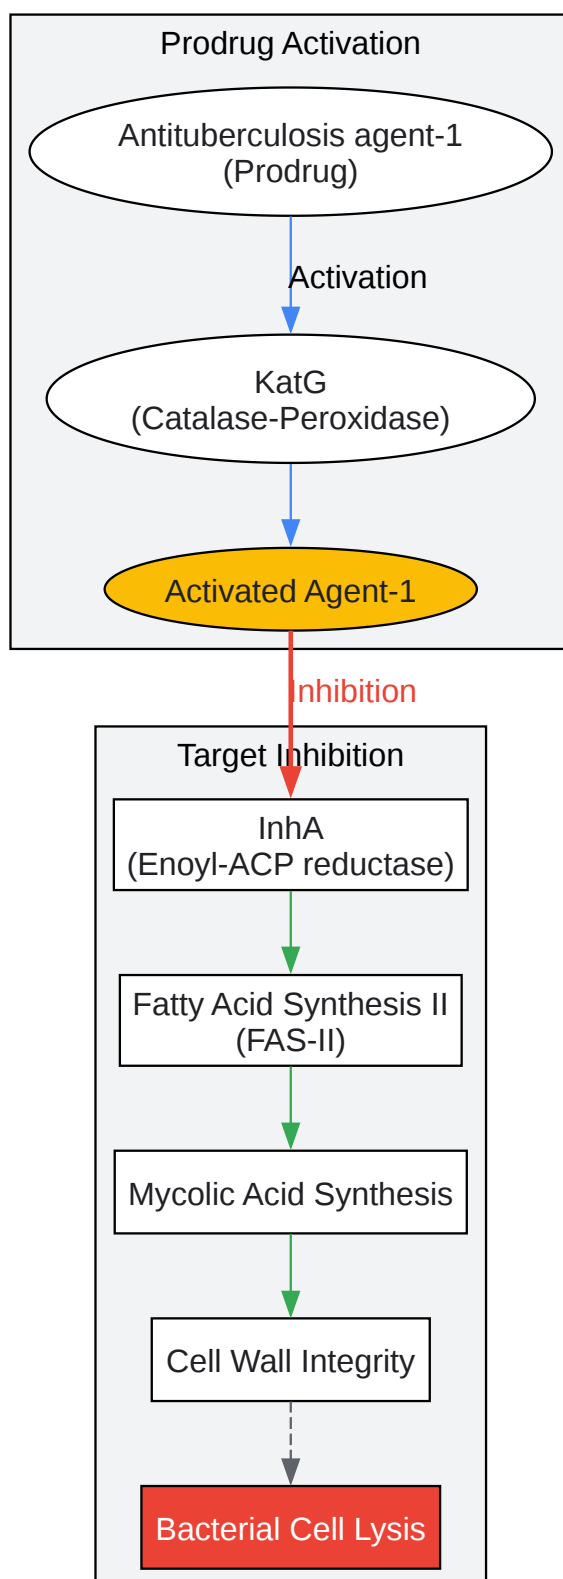 Prodrug Activation
Antituberculosis agent-1
(Prodrug)
Activation
KatG
(Catalase-Peroxidase)
Activated Agent-1
Inhibition
Target Inhibition
InhA
(Enoyl-ACP reductase)
Fatty Acid Synthesis II
(FAS-II)
Mycolic Acid Synthesis
Cell Wall Integrity
Bacterial Cell Lysis